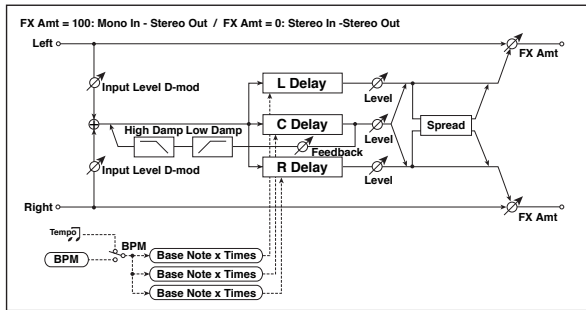 FX Amt = 100: Mono In - Stereo Out / FX Amt = 0: Stereo In -Stereo Out
Left
FX Amt
Input Level D-mod
L Delay
Level
High Damp Low Damp
C Delay
Level
Spread
Feedback
Input Level D-mod
R Delay
Level
Right
FX Amt
Tempo
BPM
BPM
Base Note x Times
Base Note x Times
Base Note x Times